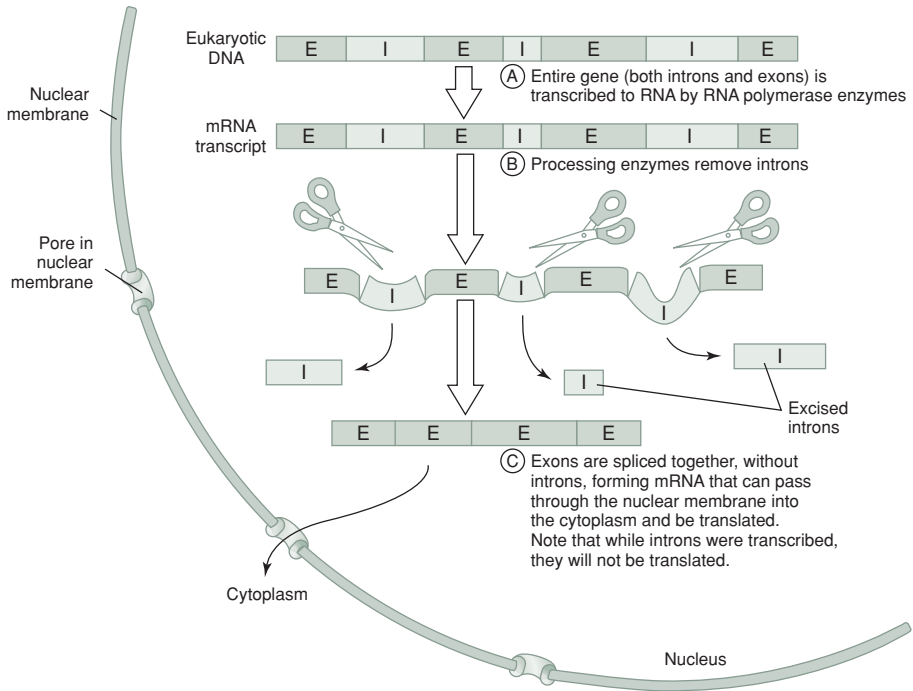 Eukaryotic
DNA
E I E I E I E
A Entire gene (both introns and exons) is
transcribed to RNA by RNA polymerase enzymes
Nuclear
membrane
mRNA
transcript
E I E I E I E
B Processing enzymes remove introns
Pore in
nuclear
membrane
E I E I E I E
I I I
Excised
introns
E E E E
C Exons are spliced together, without
introns, forming mRNA that can pass
through the nuclear membrane into
the cytoplasm and be translated.
Note that while introns were transcribed,
they will not be translated.
Cytoplasm
Nucleus